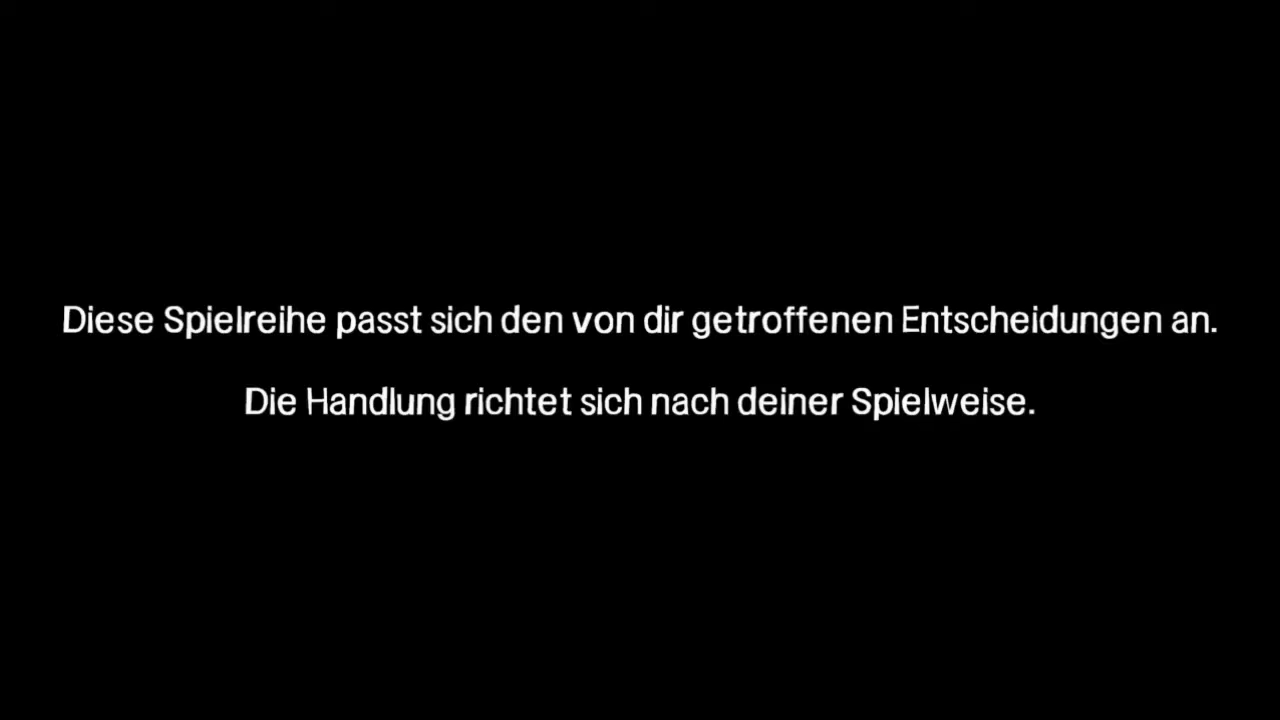 Diese Spielreihe passt sich den von dir getroffenen Entscheidungen an.
Die Handlung richtet sich nach deiner Spielweise.